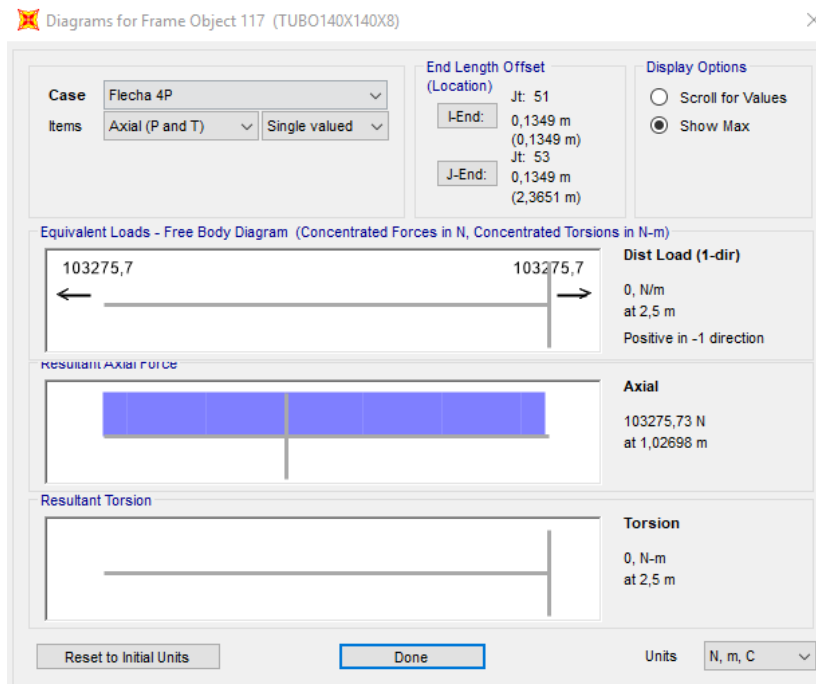 Diagrams for Frame Object 117 (TUBO140X140X8)
Case
Flecha 4P
Items
Axial (P and T)
Single valued
End Length Offset
(Location)
Jt: 51
I-End:
0,1349 m
(0,1349 m)
Jt: 53
J-End:
0,1349 m
(2,3651 m)
Display Options
Scroll for Values
Show Max
Equivalent Loads - Free Body Diagram (Concentrated Forces in N, Concentrated Torsions in N-m)
103275,7
103275,7
Dist Load (1-dir)
0, N/m
at 2,5 m
Positive in -1 direction
Resultant Axial Force
Axial
103275,73 N
at 1,02698 m
Resultant Torsion
Torsion
0, N-m
at 2,5 m
Reset to Initial Units
Done
Units
N, m, C